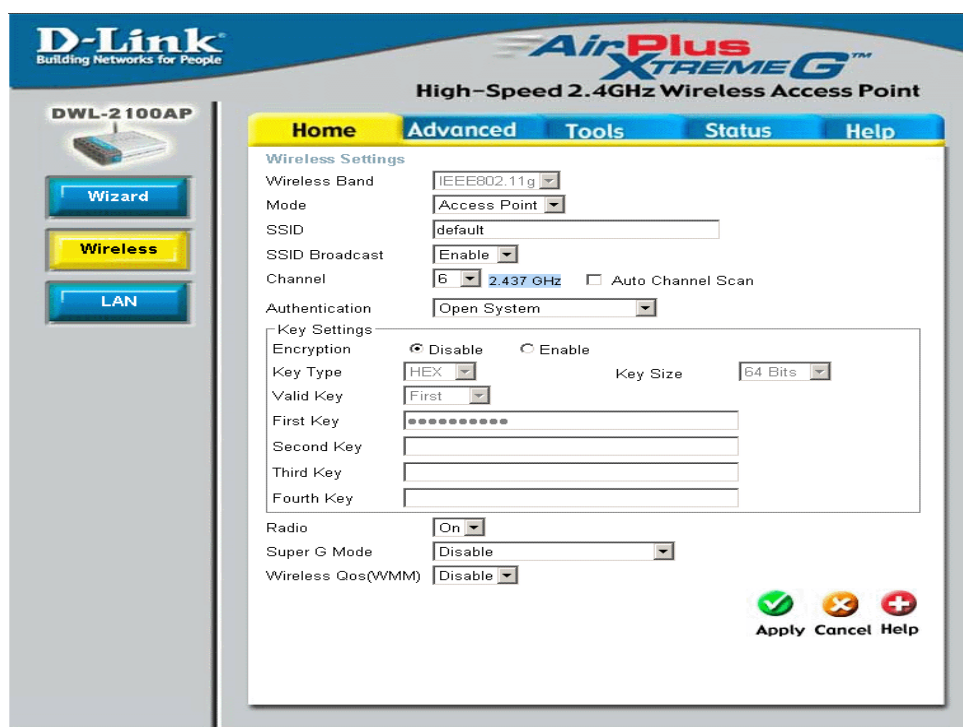 D-Link
Building Networks for People
AirPlus
XTREME G™
High-Speed 2.4GHz Wireless Access Point
DWL-2100AP
Home Advanced Tools Status Help
Wizard
Wireless
LAN
Wireless Settings
Wireless Band IEEE802.11g
Mode Access Point
SSID default
SSID Broadcast Enable
Channel 6 2.437 GHz Auto Channel Scan
Authentication Open System
Key Settings
Encryption Disable Enable
Key Type HEX Key Size 64 Bits
Valid Key First
First Key ●●●●●●●●●●
Second Key
Third Key
Fourth Key
Radio On
Super G Mode Disable
Wireless Qos(WMM) Disable
Apply Cancel Help